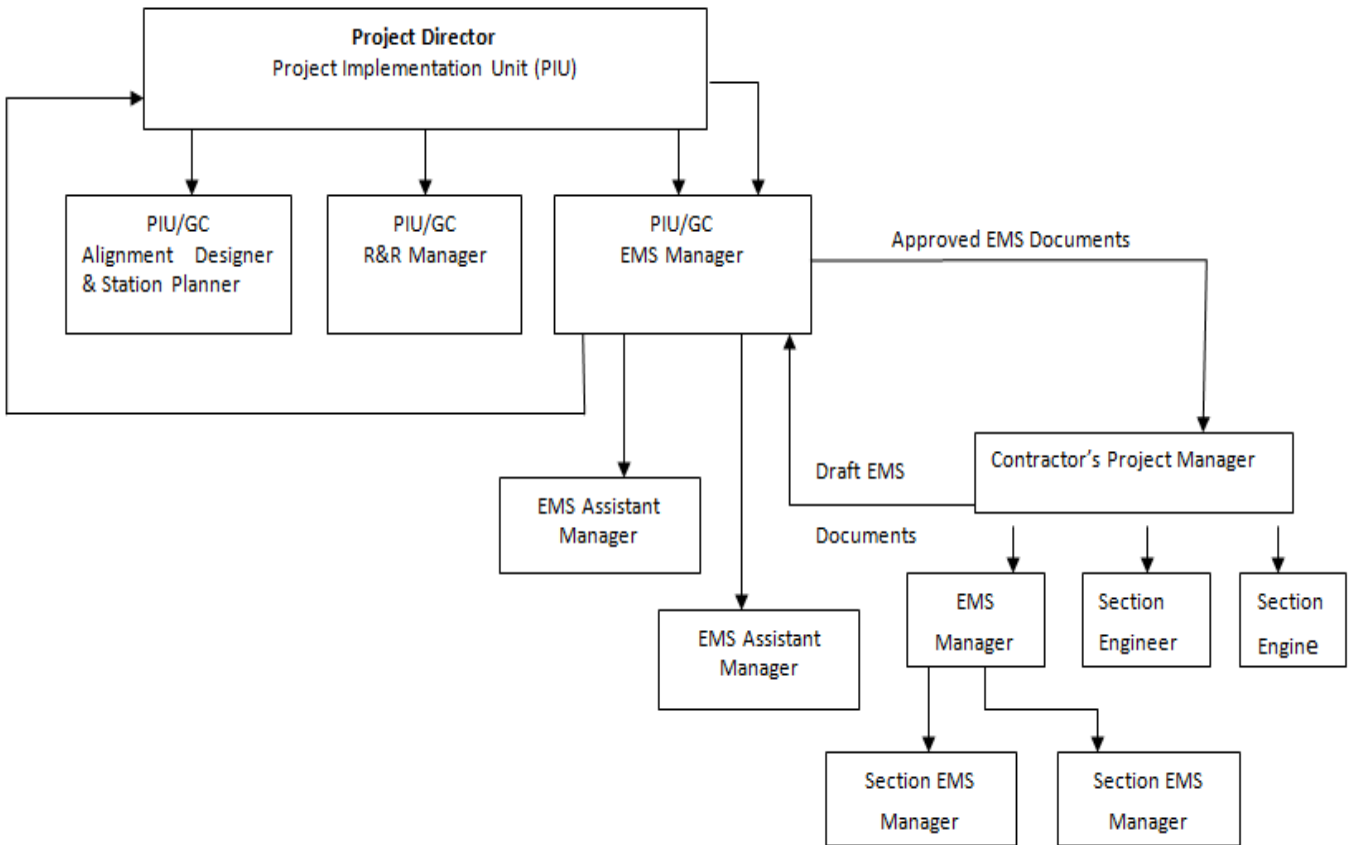 Project Director
Project Implementation Unit (PIU)
PIU/GC
Alignment Designer
& Station Planner
PIU/GC
R&R Manager
PIU/GC
EMS Manager
Approved EMS Documents
Contractor's Project Manager
Draft EMS
Documents
EMS Assistant
Manager
EMS Assistant
Manager
EMS
Manager
Section
Engineer
Section
Engine
Section EMS
Manager
Section EMS
Manager